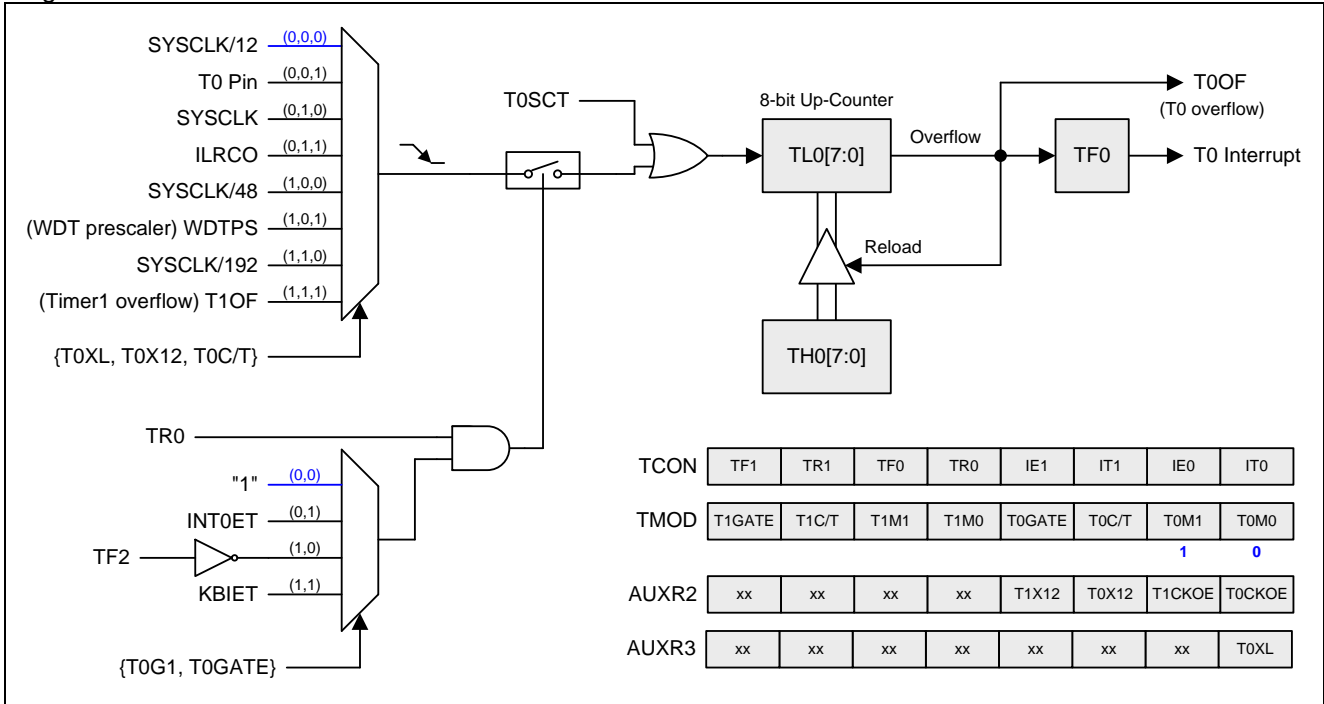 SYSCLK/12 (0,0,0)
T0 Pin (0,0,1)
SYSCLK (0,1,0)
ILRCO (0,1,1)
SYSCLK/48 (1,0,0)
(WDT prescaler) WDTPS (1,0,1)
SYSCLK/192 (1,1,0)
(Timer1 overflow) T1OF (1,1,1)
{T0XL, T0X12, T0C/T}
T0SCT
8-bit Up-Counter
TL0[7:0]
Overflow
T0OF
(T0 overflow)
TF0
T0 Interrupt
Reload
TH0[7:0]
TR0
"1" (0,0)
INT0ET (0,1)
TF2 (1,0)
KBIET (1,1)
{T0G1, T0GATE}
TCON TF1 TR1 TF0 TR0 IE1 IT1 IE0 IT0
TMOD T1GATE T1C/T T1M1 T1M0 T0GATE T0C/T T0M1 T0M0
1 0
AUXR2 xx xx xx xx T1X12 T0X12 T1CKOE T0CKOE
AUXR3 xx xx xx xx xx xx xx T0XL